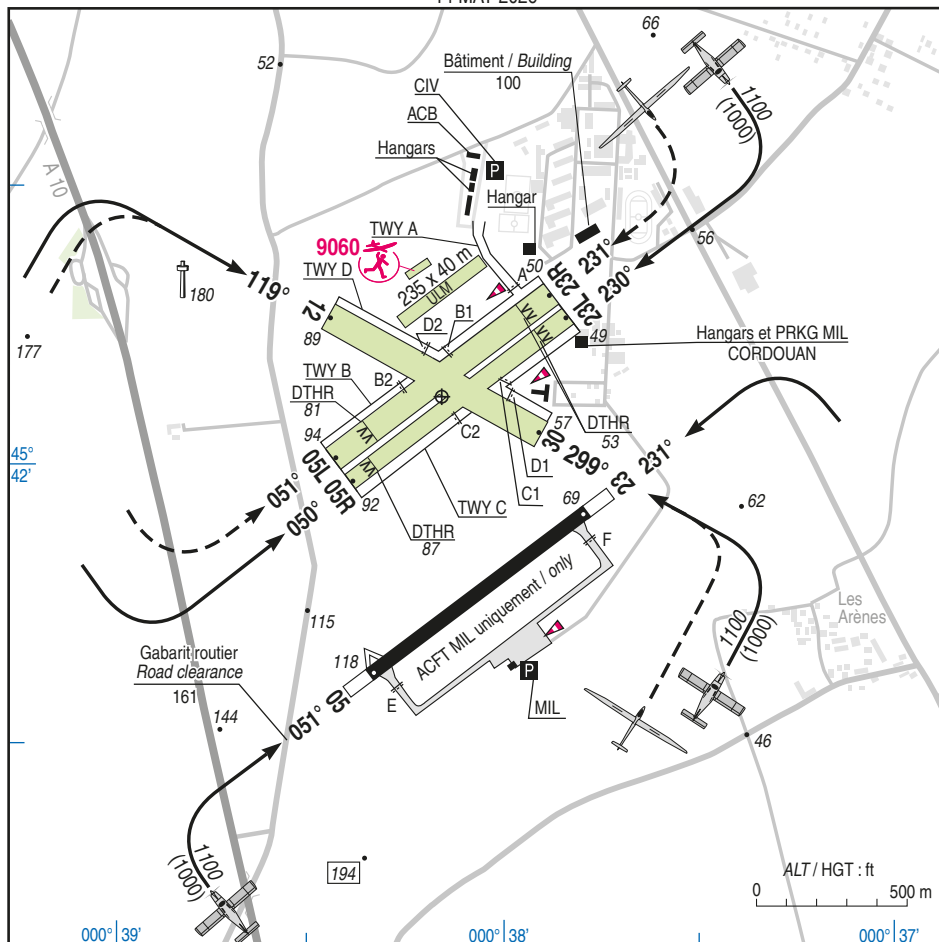 66
52
Bâtiment / Building
100
CIV
ACB
Hangars
P
Hangar
1100
(1000)
A 10
TWY A
9060
TWY D
235 x 40 m
ULM
A
50
23R
231°
23L
230°
56
119°
180
12
89
D2
B1
49
Hangars et PRKG MIL
CORDOUAN
177
TWY B
B2
DTHR
81
94
C2
57
DTHR
53
30
299°
D1
C1
231°
23
45°
42'
05L
05R
051°
050°
92
TWY C
DTHR
87
69
62
F
ACFT MIL uniquement / only
115
Les
Arènes
1100
(1000)
Gabarit routier
Road clearance
161
118
E
P
MIL
05
051°
144
46
1100
(1000)
194
ALT / HGT : ft
0
500 m
000° 39'
000° 38'
000° 37'